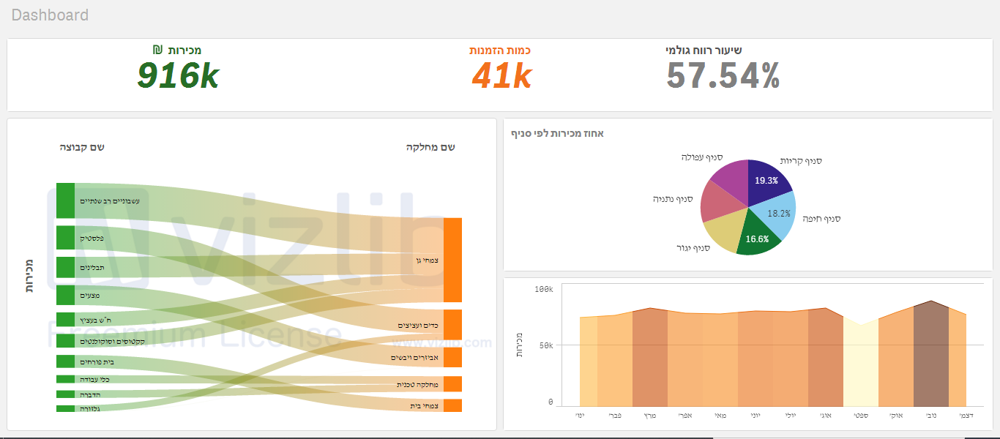 Dashboard
מכירות ₪
916k
כמות הזמנות
41k
שיעור רווח גולמי
57.54%
שם קבוצה
שם מחלקה
מכירות
עשבוניים רב שנתיים
פלסטיק
תבלינים
מצעים
ח"ש בעציץ
קקטוסים וסוקולנטים
בית פורחים
כלי עבודה
הדברה
גלוורה
צמחי גן
כדים ועציצים
אביזרים ויבשים
מחלקה טכנית
צמחי בית
vizlib
Freemium License
www.vizlib.com
אחוז מכירות לפי סניף
סניף עפולה
סניף קריות
19.3%
סניף נתניה
18.2%
סניף חיפה
16.6%
סניף יגור
100k
50k
0
מכירות
ינו'
פבר'
מרץ
אפר'
מאי
יוני
יולי
אוג'
ספט'
אוק'
נוב'
דצמ'